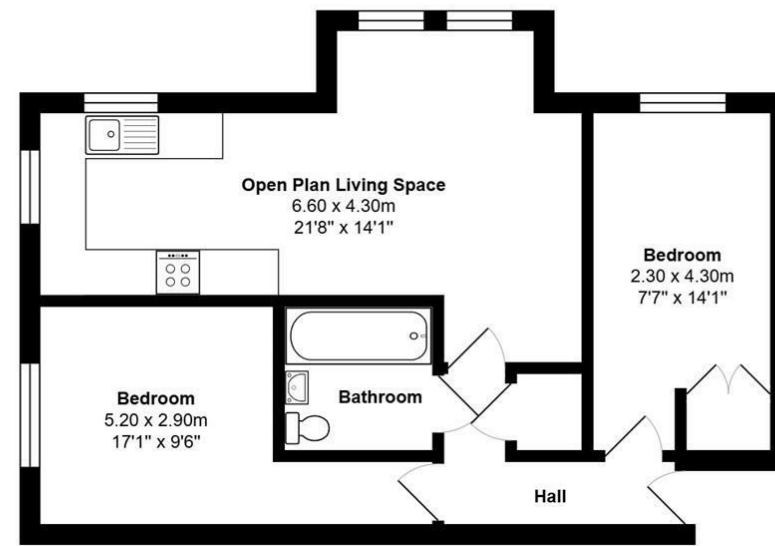 Open Plan Living Space
6.60 x 4.30m
21'8" x 14'1"
Bedroom
2.30 x 4.30m
7'7" x 14'1"
Bedroom
5.20 x 2.90m
17'1" x 9'6"
Bathroom
Hall